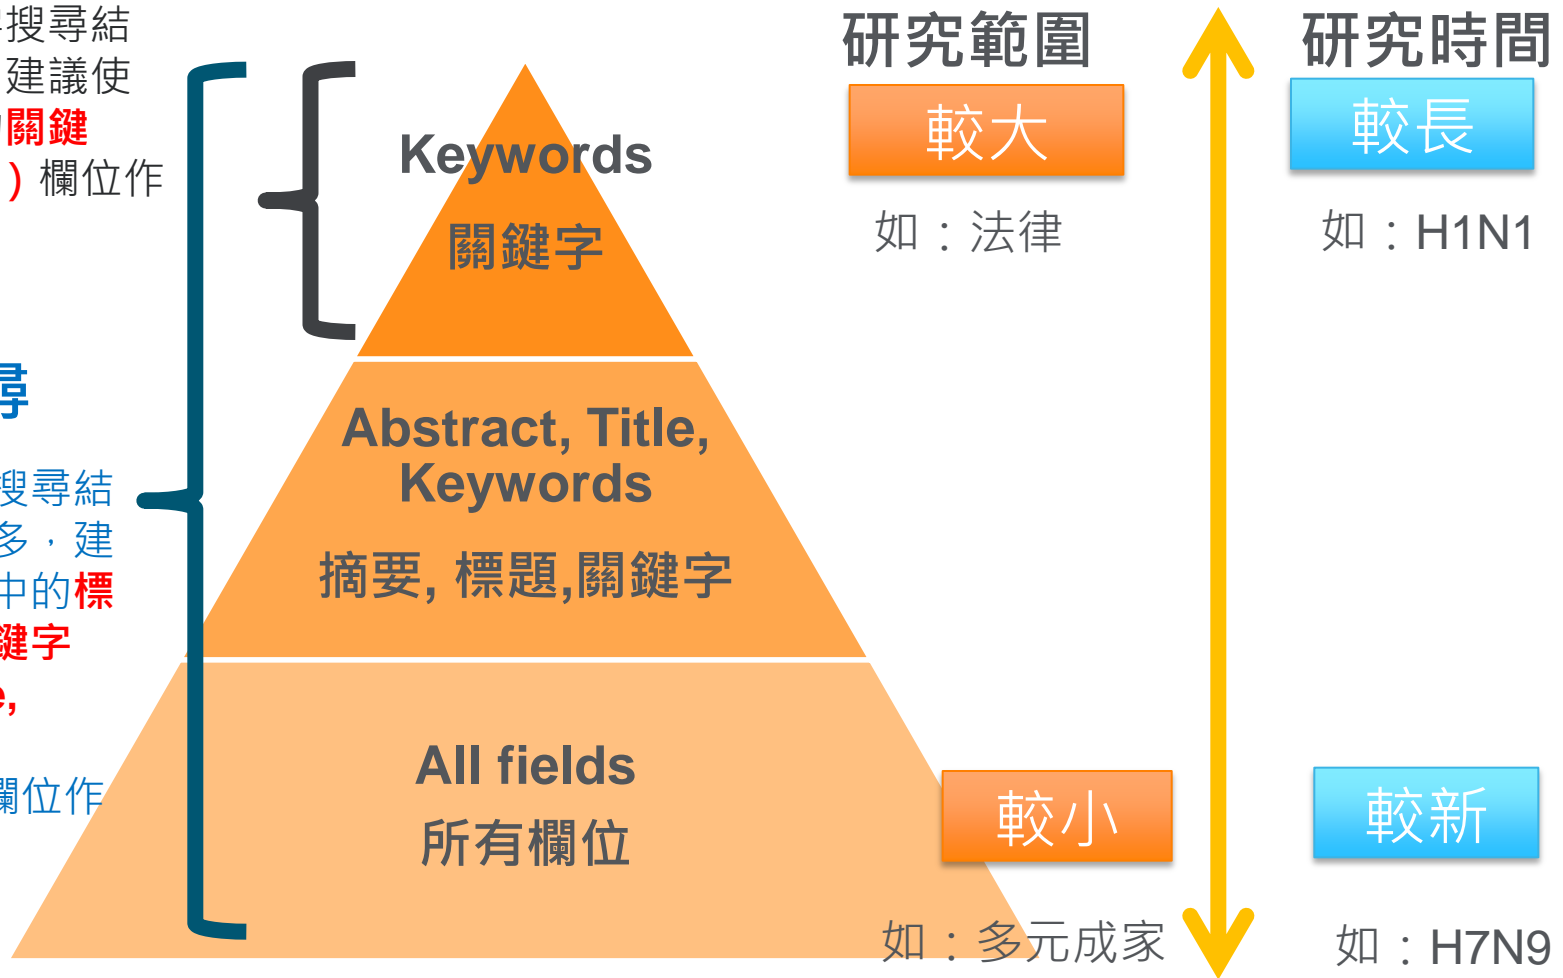 搜尋結
建議使
關鍵
) 欄位作
尋
搜尋結
多，建
中的標
鍵字
e,
欄位作
Keywords
關鍵字
Abstract, Title,
Keywords
摘要, 標題,關鍵字
All fields
所有欄位
研究範圍
較大
如：法律
較小
如：多元成家
研究時間
較長
如：H1N1
較新
如：H7N9